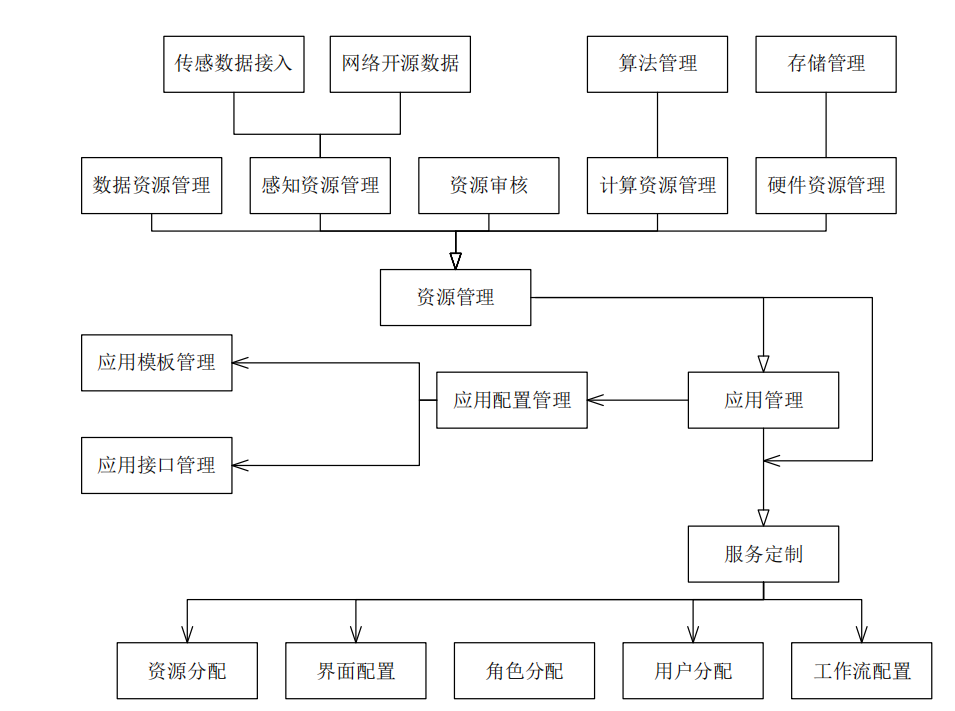 传感数据接入
网络开源数据
算法管理
存储管理
数据资源管理
感知资源管理
资源审核
计算资源管理
硬件资源管理
资源管理
应用模板管理
应用配置管理
应用管理
应用接口管理
服务定制
资源分配
界面配置
角色分配
用户分配
工作流配置